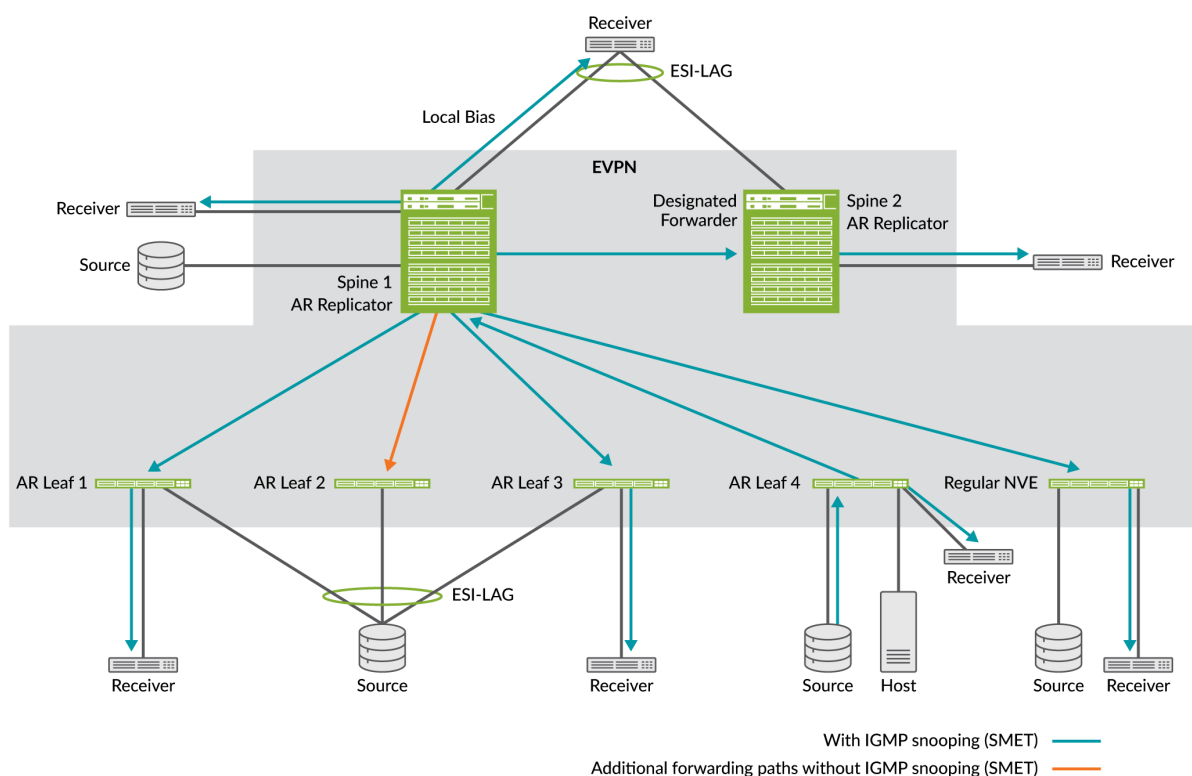 Receiver
ESI-LAG
Local Bias
EVPN
Receiver
Designated
Forwarder
Spine 2
AR Replicator
Source
Receiver
Spine 1
AR Replicator
AR Leaf 1
AR Leaf 2
AR Leaf 3
AR Leaf 4
Regular NVE
Receiver
ESI-LAG
Receiver
Source
Receiver
Source
Host
Source
Receiver
With IGMP snooping (SMET)
Additional forwarding paths without IGMP snooping (SMET)